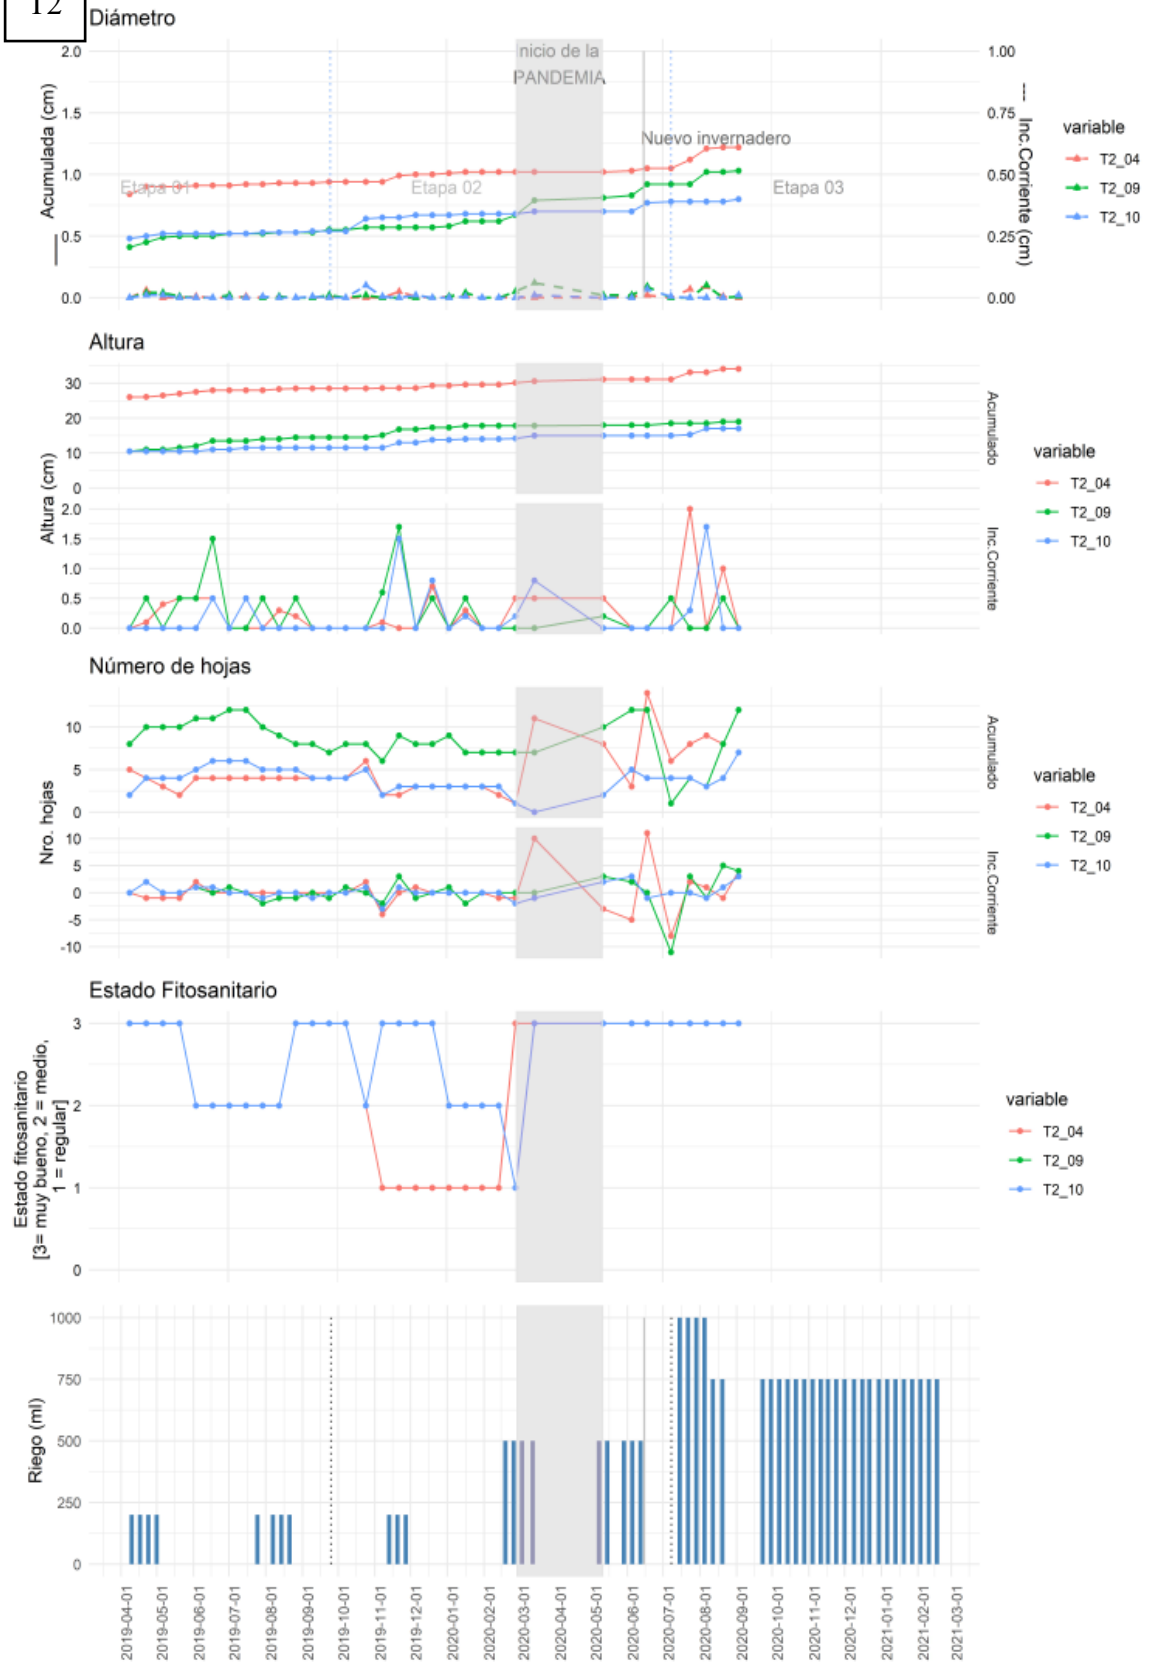 T2
Diámetro
2.0
1.5
1.0
0.5
0.0
Acumulada (cm)
nicio de la
PANDEMIA
Nuevo invernadero
Etapa 01
Etapa 02
Etapa 03
1.00
0.75
0.50
0.25
0.00
--- Inc.Corriente (cm)
variable
T2_04
T2_09
T2_10
Altura
30
20
10
0
Acumulado
2.0
1.5
1.0
0.5
0.0
Inc.Corriente
Altura (cm)
variable
T2_04
T2_09
T2_10
Número de hojas
10
5
0
Acumulado
10
5
0
-5
-10
Inc.Corriente
Nro. hojas
variable
T2_04
T2_09
T2_10
Estado Fitosanitario
3
2
1
0
Estado fitosanitario
[3= muy bueno, 2 = medio,
1 = regular]
variable
T2_04
T2_09
T2_10
1000
750
500
250
0
Riego (ml)
2019-04-01
2019-05-01
2019-06-01
2019-07-01
2019-08-01
2019-09-01
2019-10-01
2019-11-01
2019-12-01
2020-01-01
2020-02-01
2020-03-01
2020-04-01
2020-05-01
2020-06-01
2020-07-01
2020-08-01
2020-09-01
2020-10-01
2020-11-01
2020-12-01
2021-01-01
2021-02-01
2021-03-01